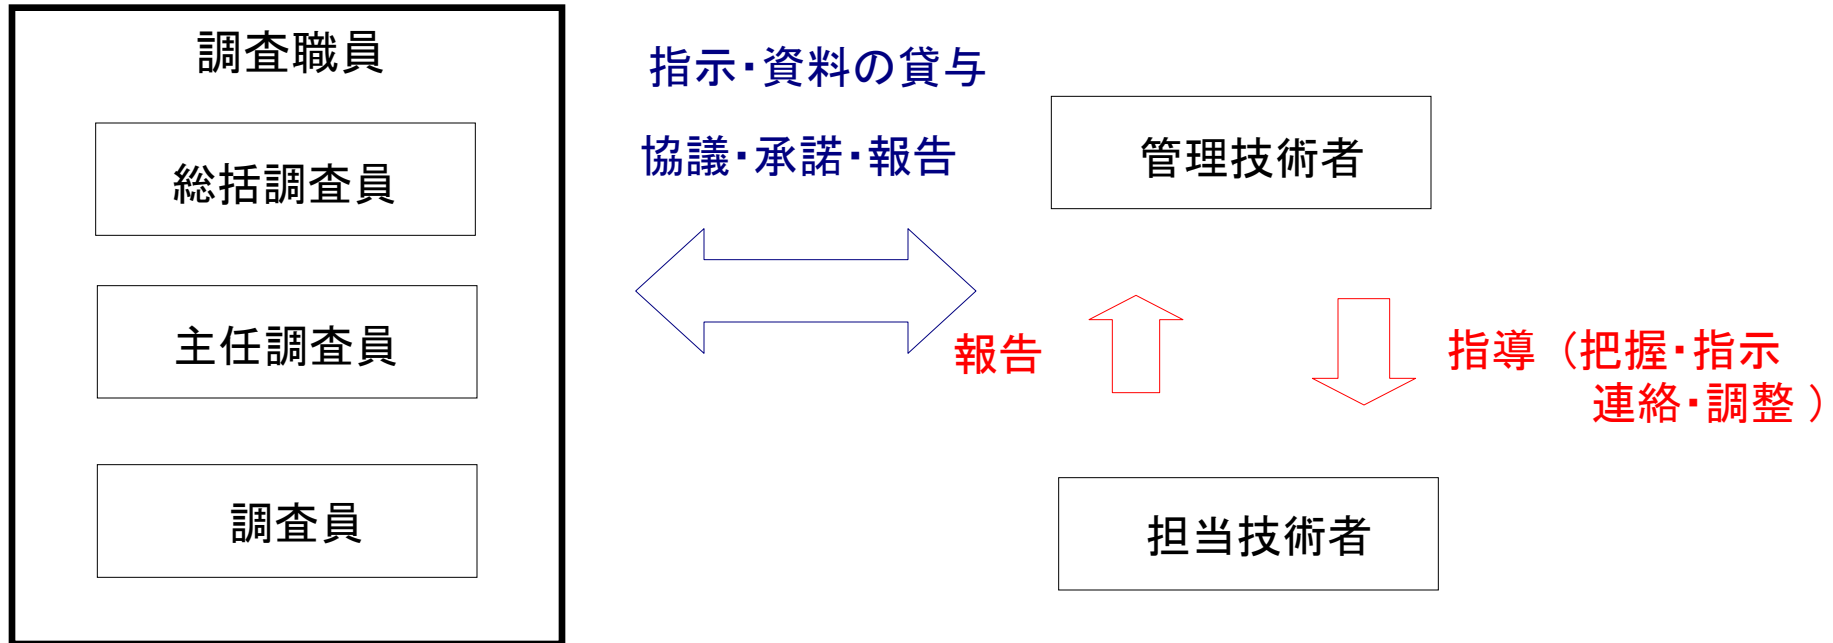 調査職員
総括調査員
主任調査員
調査員
指示・資料の貸与
協議・承諾・報告
管理技術者
報告
指導（把握・指示
連絡・調整 ）
担当技術者